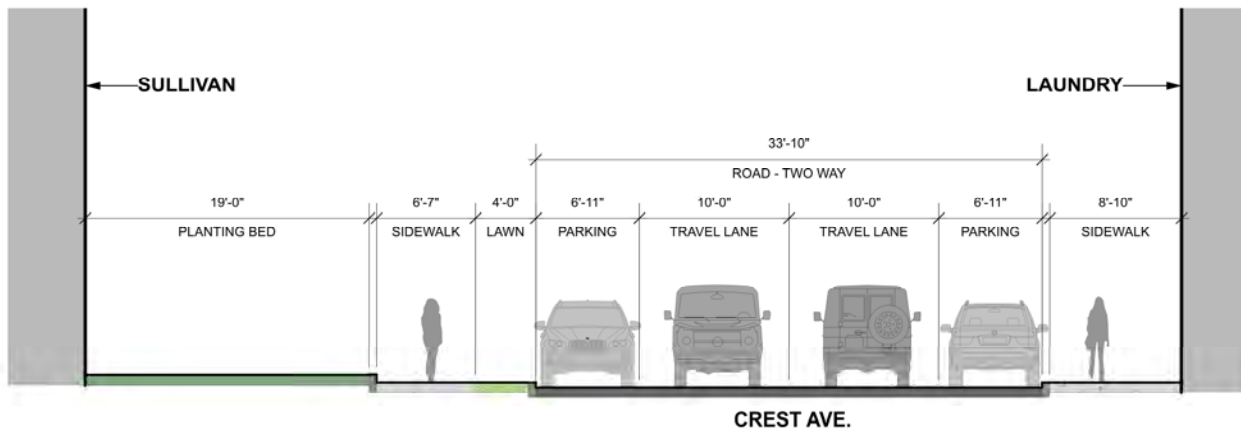 SULLIVAN
LAUNDRY
33'-10"
ROAD - TWO WAY
19'-0"
6'-7"
4'-0"
6'-11"
10'-0"
10'-0"
6'-11"
8'-10"
PLANTING BED
SIDEWALK
LAWN
PARKING
TRAVEL LANE
TRAVEL LANE
PARKING
SIDEWALK
CREST AVE.